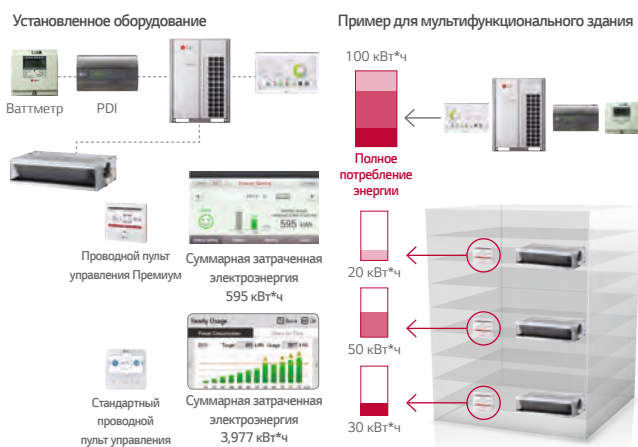 Установленное оборудование
Ваттметр
PDI
Проводной пульт
управления Премиум
595 kWh
Суммарная затраченная
электроэнергия
595 кВт*ч
Yearly Usage
Стандартный
проводной
пульт управления
Суммарная затраченная
электроэнергия
3,977 кВт*ч
Пример для мультифункционального здания
100 кВт*ч
Полное
потребление
энергии
20 кВт*ч
50 кВт*ч
30 кВт*ч